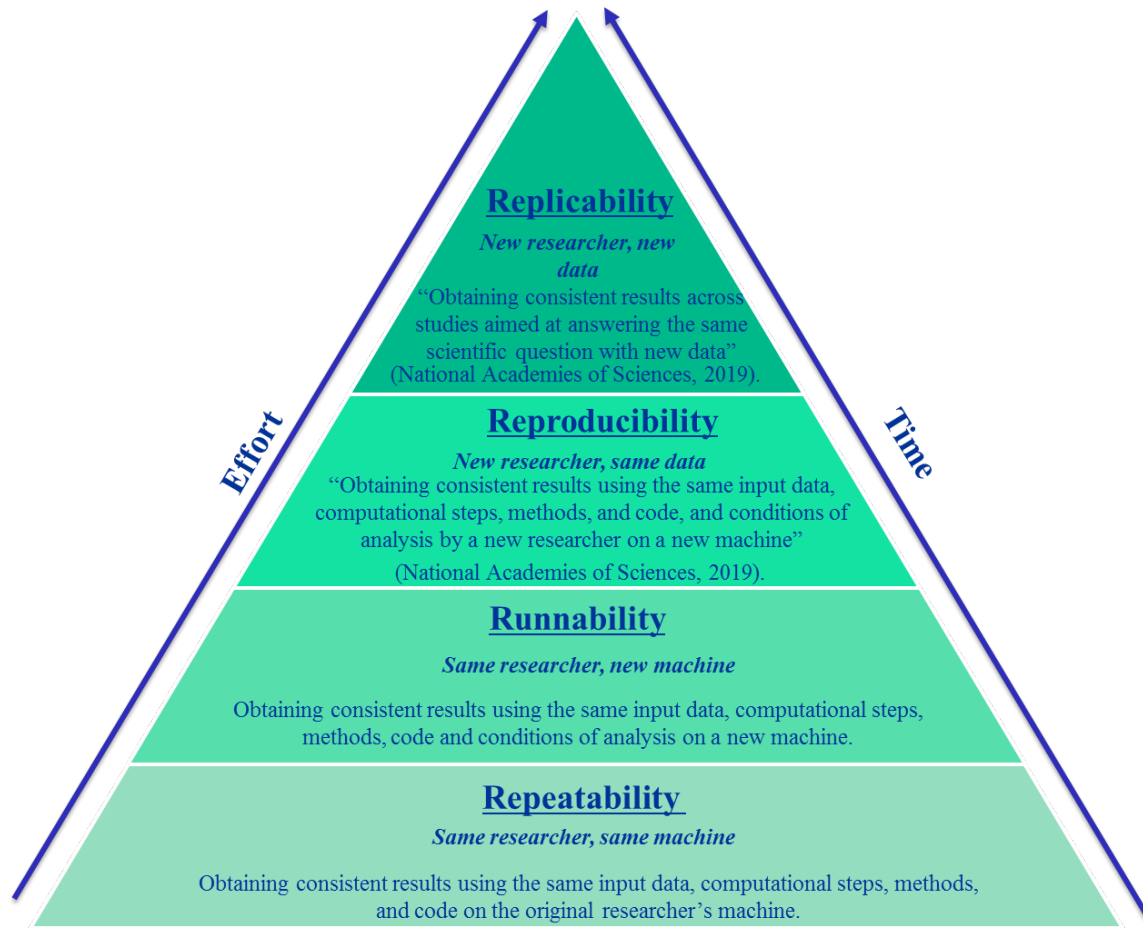 Replicability
New researcher, new
data
“Obtaining consistent results across
studies aimed at answering the same
scientific question with new data”
(National Academies of Sciences, 2019).
Effort
Time
Reproducibility
New researcher, same data
“Obtaining consistent results using the same input data,
computational steps, methods, and code, and conditions of
analysis by a new researcher on a new machine”
(National Academies of Sciences, 2019).
Runnability
Same researcher, new machine
Obtaining consistent results using the same input data, computational steps,
methods, code and conditions of analysis on a new machine.
Repeatability
Same researcher, same machine
Obtaining consistent results using the same input data, computational steps, methods,
and code on the original researcher’s machine.